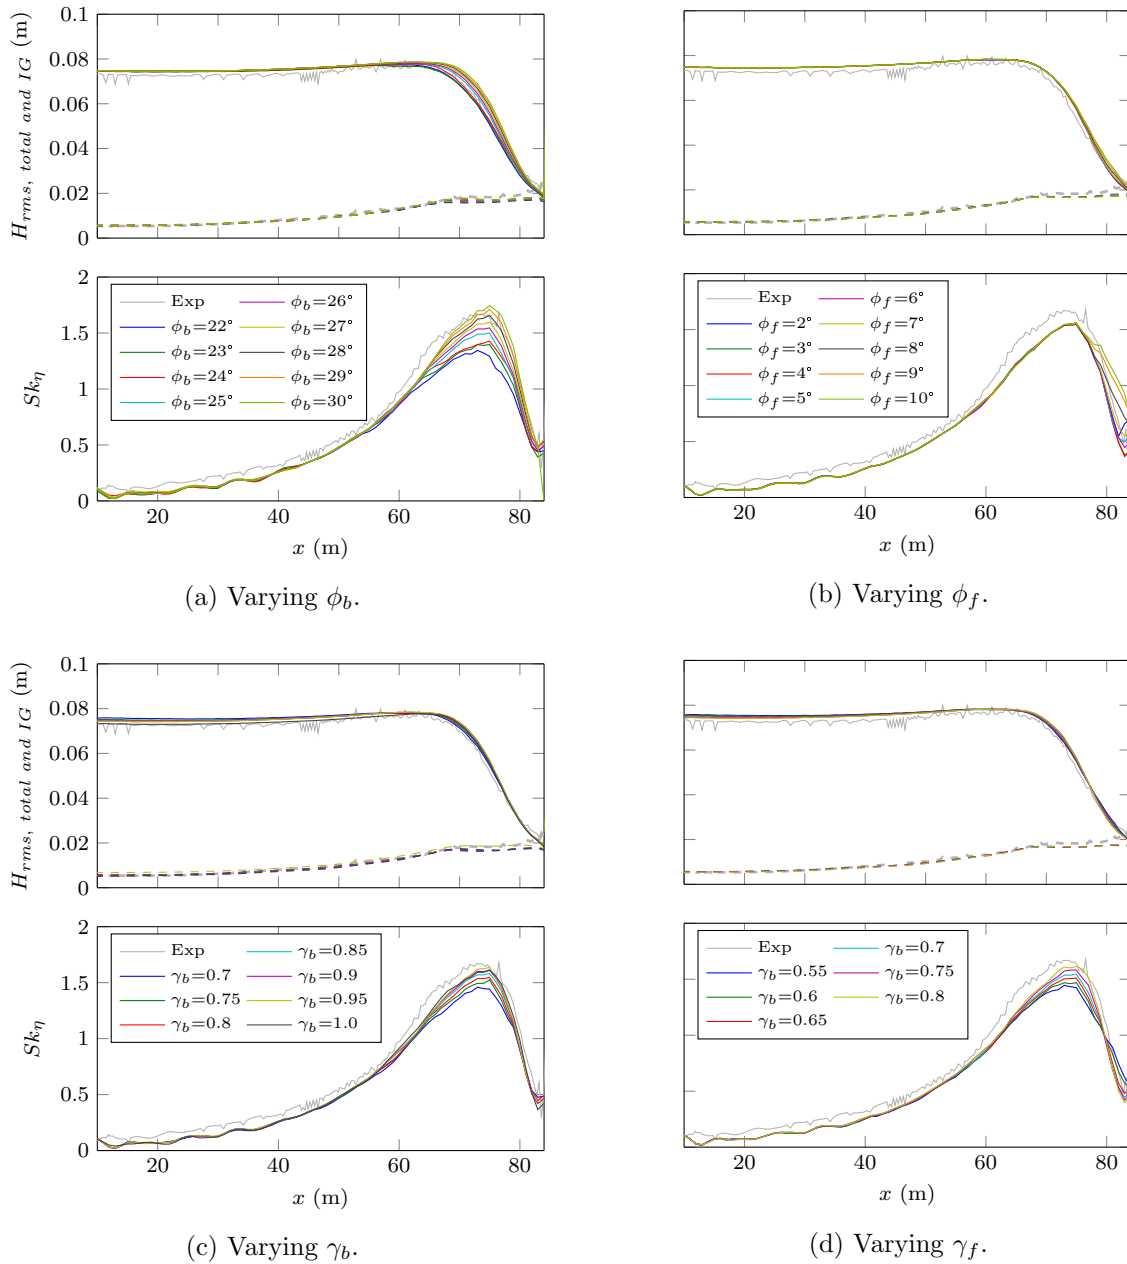 0.1
0.08
0.06
0.04
0.02
0
H_{rms, total and IG} (m)
2
1.5
1
0.5
0
Sk_η
Exp
ϕ_b=22°
ϕ_b=23°
ϕ_b=24°
ϕ_b=25°
ϕ_b=26°
ϕ_b=27°
ϕ_b=28°
ϕ_b=29°
ϕ_b=30°
20 40 60 80
x (m)
(a) Varying ϕ_b.
Exp
ϕ_f=2°
ϕ_f=3°
ϕ_f=4°
ϕ_f=5°
ϕ_f=6°
ϕ_f=7°
ϕ_f=8°
ϕ_f=9°
ϕ_f=10°
20 40 60 80
x (m)
(b) Varying ϕ_f.
0.1
0.08
0.06
0.04
0.02
0
H_{rms, total and IG} (m)
2
1.5
1
0.5
0
Sk_η
Exp
γ_b=0.7
γ_b=0.75
γ_b=0.8
γ_b=0.85
γ_b=0.9
γ_b=0.95
γ_b=1.0
20 40 60 80
x (m)
(c) Varying γ_b.
Exp
γ_b=0.55
γ_b=0.6
γ_b=0.65
γ_b=0.7
γ_b=0.75
γ_b=0.8
20 40 60 80
x (m)
(d) Varying γ_f.